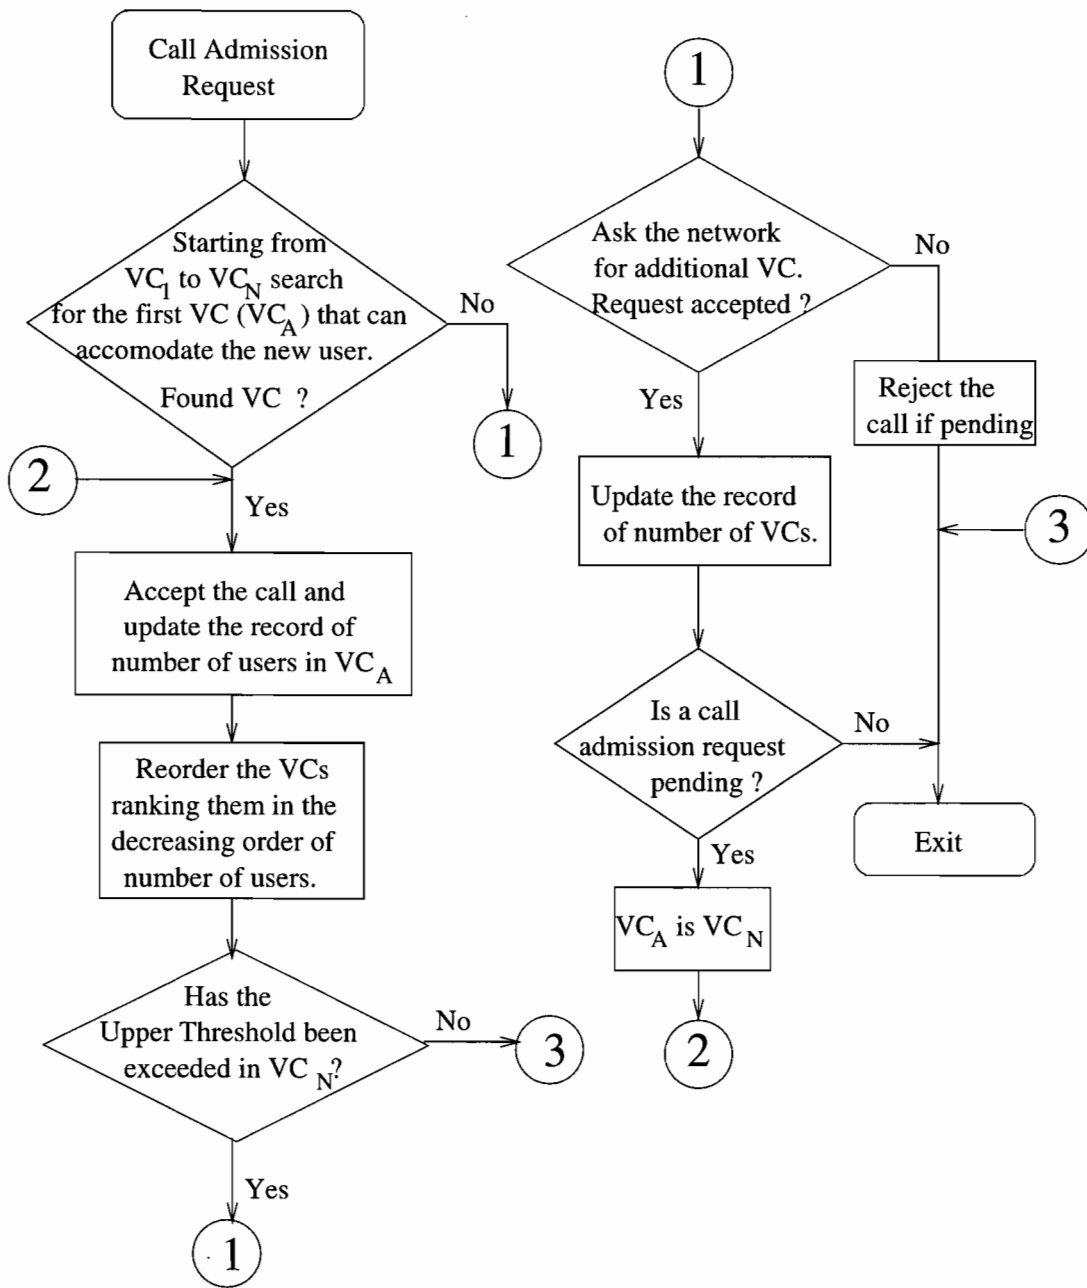 Call Admission
Request
Starting from
VC1 to VCN search
for the first VC (VCA) that can
accomodate the new user.
Found VC ?
No
1
2
Yes
Accept the call and
update the record of
number of users in VCA
Reorder the VCs
ranking them in the
decreasing order of
number of users.
Has the
Upper Threshold been
exceeded in VCN?
No
3
Yes
1
1
Ask the network
for additional VC.
Request accepted ?
No
Yes
Reject the
call if pending
Update the record
of number of VCs.
3
Is a call
admission request
pending ?
No
Yes
Exit
VCA is VCN
2